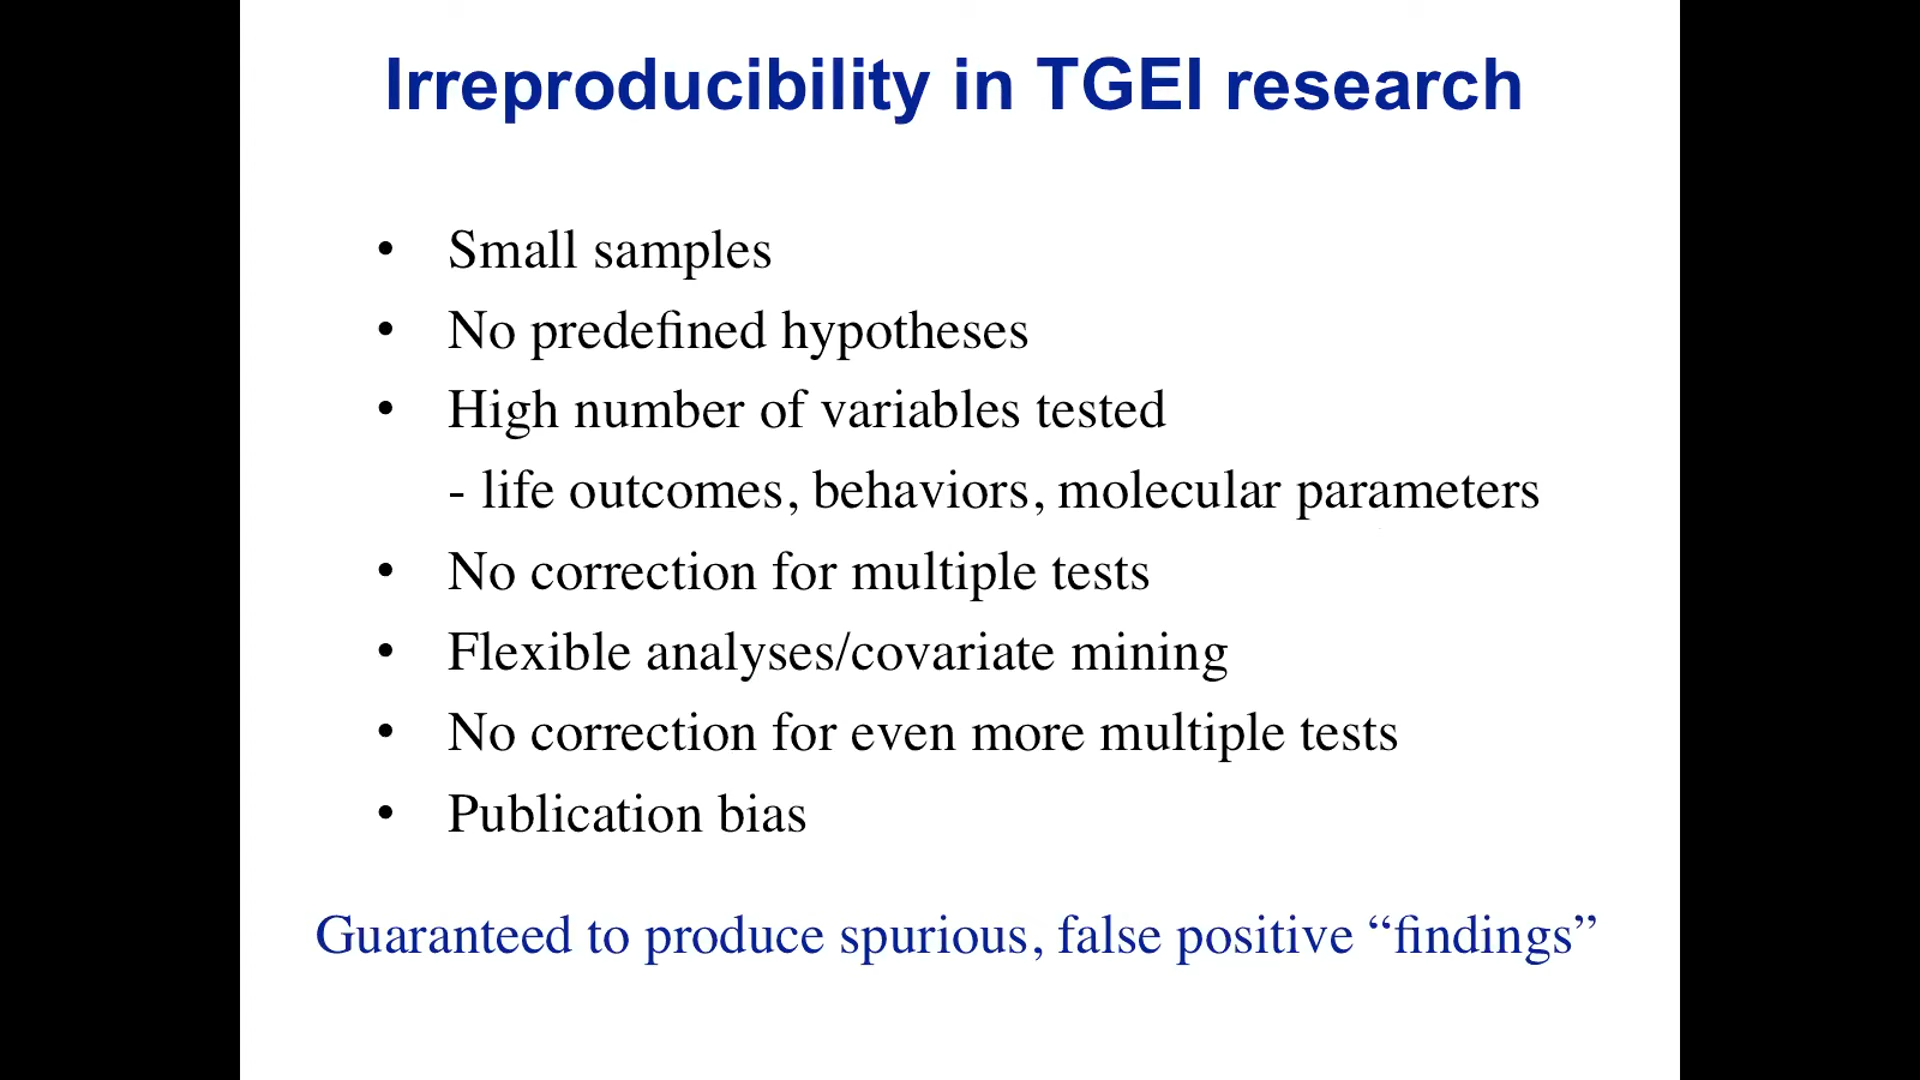 Irreproducibility in TGEI research
• Small samples
• No predefined hypotheses
• High number of variables tested
- life outcomes, behaviors, molecular parameters
• No correction for multiple tests
• Flexible analyses/covariate mining
• No correction for even more multiple tests
• Publication bias
Guaranteed to produce spurious, false positive “findings”